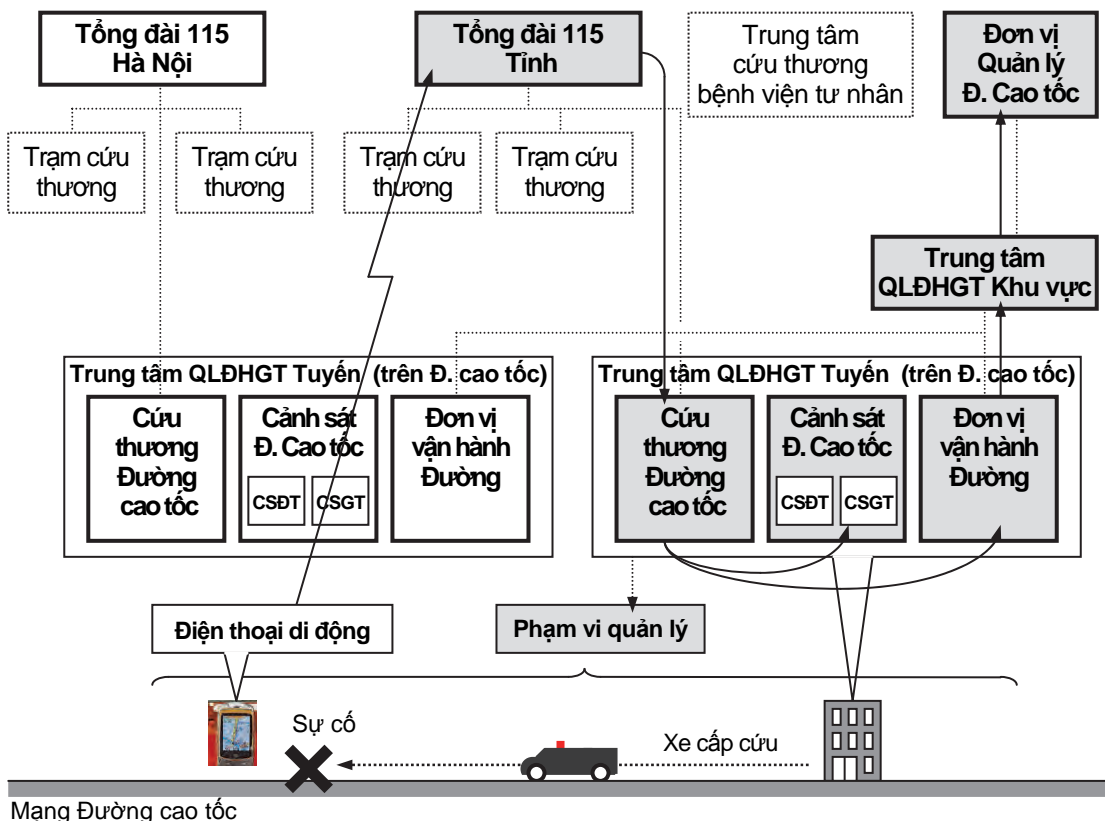 Tổng đài 115
Hà Nội
Tổng đài 115
Tỉnh
Trung tâm
cứu thương
bệnh viện tư nhân
Đơn vị
Quản lý
Đ. Cao tốc
Trạm cứu
thương
Trạm cứu
thương
Trạm cứu
thương
Trạm cứu
thương
Trung tâm
QLĐHGT Khu vực
Trung tâm QLĐHGT Tuyến (trên Đ. cao tốc)
Cứu
thương
Đường
cao tốc
Cảnh sát
Đ. Cao tốc
CSĐT
CSGT
Đơn vị
vận hành
Đường
Trung tâm QLĐHGT Tuyến (trên Đ. cao tốc)
Cứu
thương
Đường
cao tốc
Cảnh sát
Đ. Cao tốc
CSĐT
CSGT
Đơn vị
vận hành
Đường
Điện thoại di động
Phạm vi quản lý
Sự cố
Xe cấp cứu
Mạng Đường cao tốc